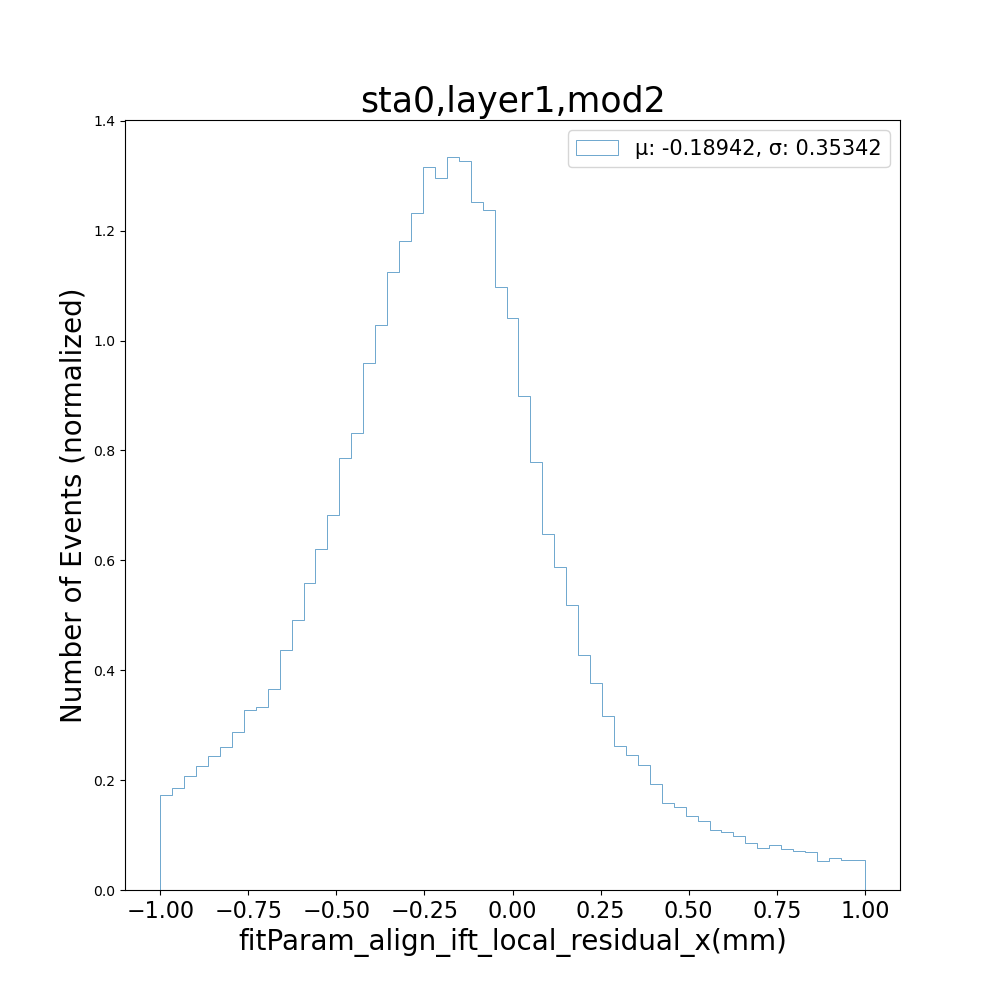 sta0,layer1,mod2
μ: -0.18942, σ: 0.35342
Number of Events (normalized)
1.4
1.2
1.0
0.8
0.6
0.4
0.2
0.0
−1.00 −0.75 −0.50 −0.25 0.00 0.25 0.50 0.75 1.00
fitParam_align_ift_local_residual_x(mm)